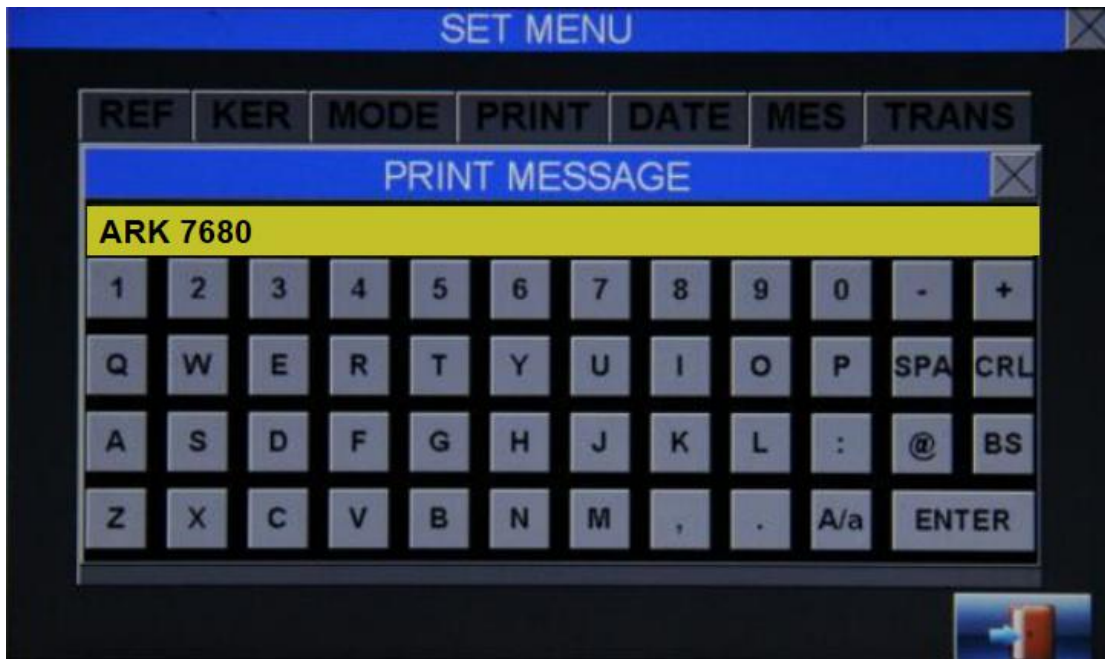 SET MENU
REF KER MODE PRINT DATE MES TRANS
PRINT MESSAGE
ARK 7680
1 2 3 4 5 6 7 8 9 0 - +
Q W E R T Y U I O P SPA CRL
A S D F G H J K L : @ BS
Z X C V B N M , . A/a ENTER